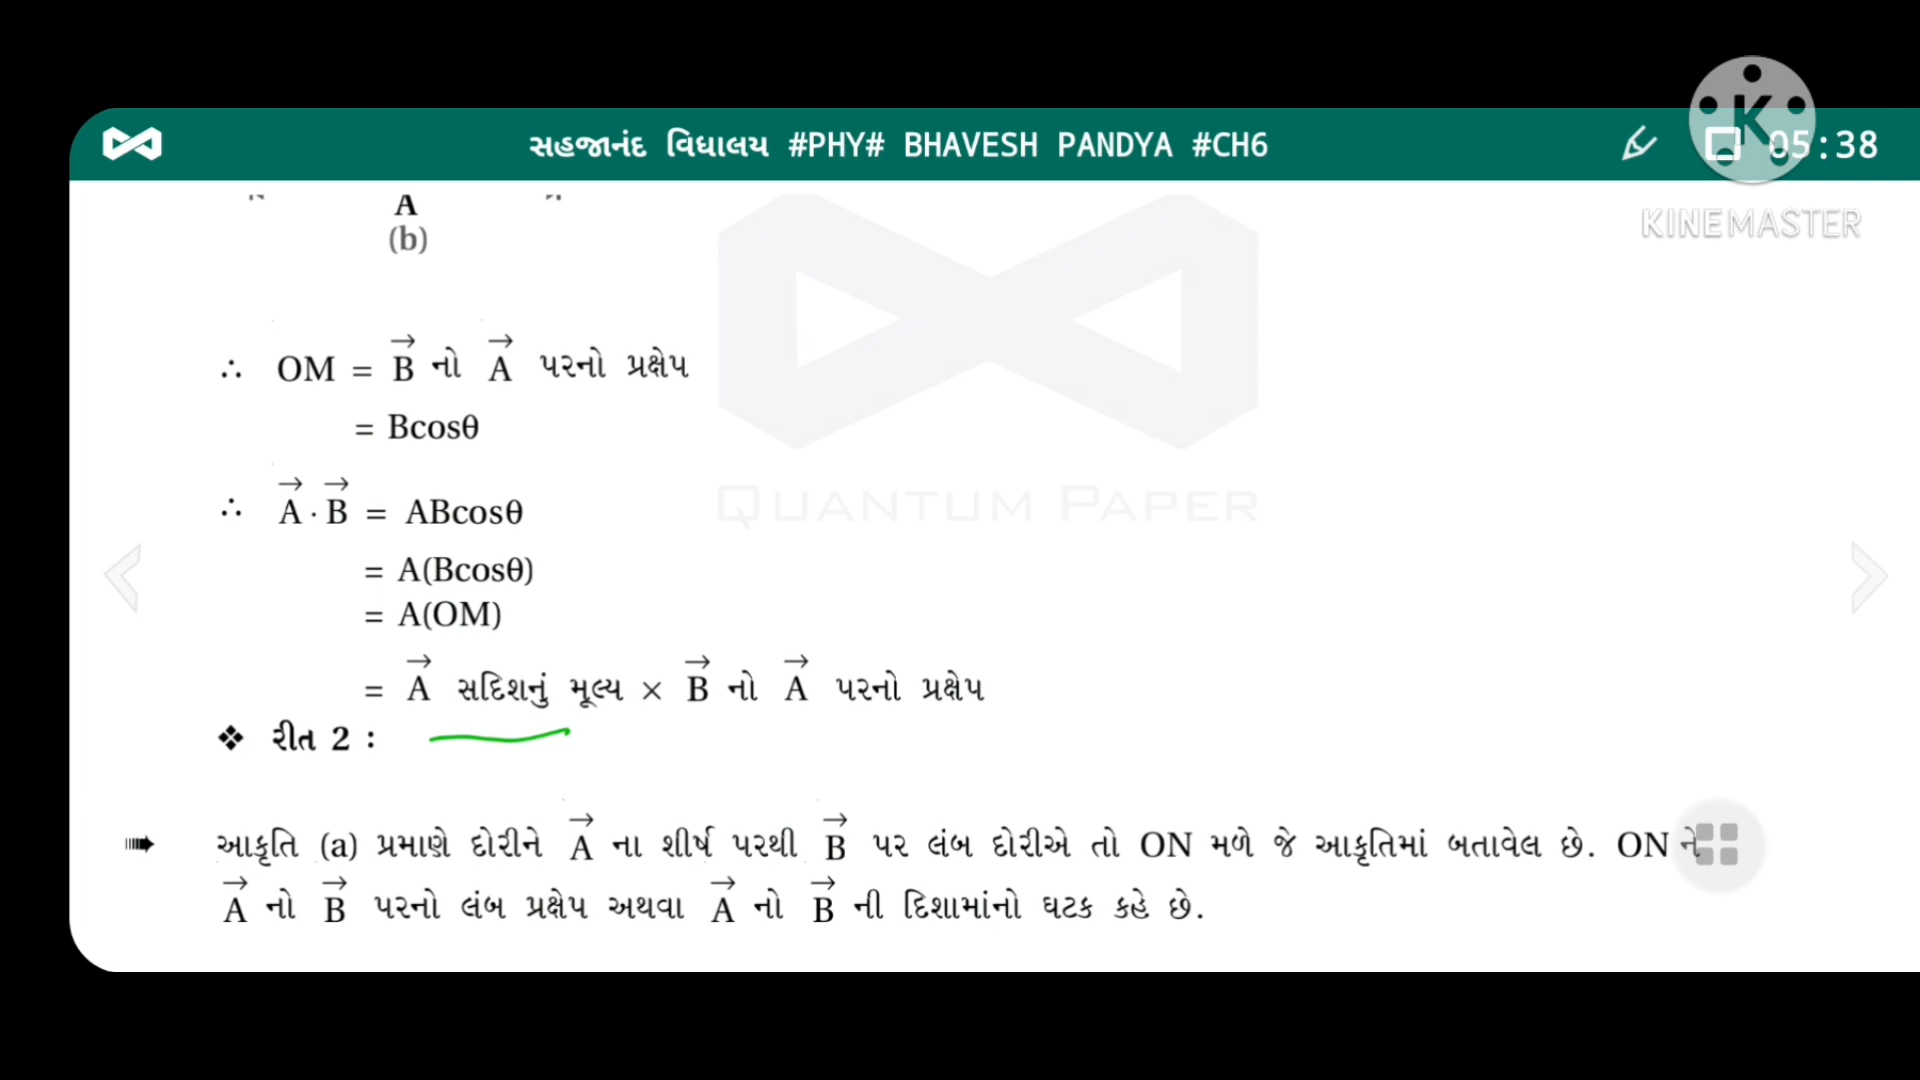 સહજાનંદ વિધાલય #PHY# BHAVESH PANDYA #CH6
05:38
KINEMASTER
A
(b)
∴ OM = B⃗ નો A⃗ પરનો પ્રક્ષેપ
= Bcosθ
∴ A⃗ · B⃗ = ABcosθ
QUANTUM PAPER
= A(Bcosθ)
= A(OM)
= A⃗ સદિશનું મૂલ્ય × B⃗ નો A⃗ પરનો પ્રક્ષેપ
❖ રીત 2 :
➠ આકૃતિ (a) પ્રમાણે દોરીને A⃗ ના શીર્ષ પરથી B⃗ પર લંબ દોરીએ તો ON મળે જે આકૃતિમાં બતાવેલ છે. ON ને
A⃗ નો B⃗ પરનો લંબ પ્રક્ષેપ અથવા A⃗ નો B⃗ ની દિશામાંનો ઘટક કહે છે.